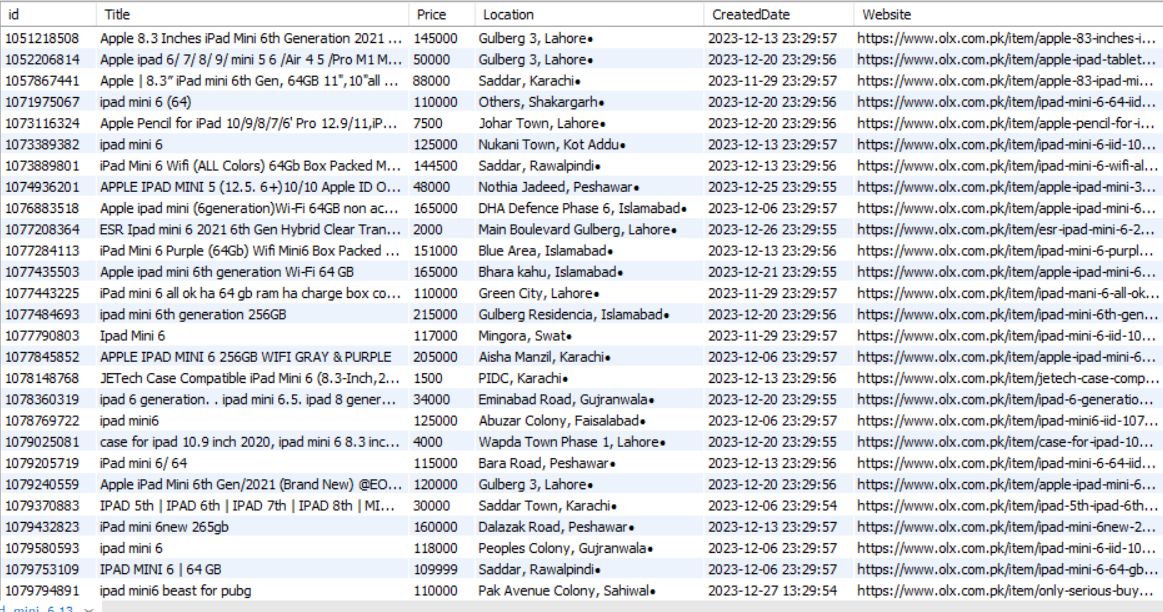 id Title Price Location CreatedDate Website
1051218508 Apple 8.3 Inches iPad Mini 6th Generation 2021 ... 145000 Gulberg 3, Lahore• 2023-12-13 23:29:57 https://www.olx.com.pk/item/apple-83-inches-i...
1052206814 Apple ipad 6/ 7/ 8/ 9/ mini 5 6 /Air 4 5 /Pro M1 M... 50000 Gulberg 3, Lahore• 2023-12-20 23:29:56 https://www.olx.com.pk/item/apple-ipad-tablet...
1057867441 Apple | 8.3” iPad mini 6th Gen, 64GB 11",10"all ... 88000 Saddar, Karachi• 2023-11-29 23:29:57 https://www.olx.com.pk/item/apple-83-ipad-mi...
1071975067 ipad mini 6 (64) 110000 Others, Shakargarh• 2023-12-20 23:29:56 https://www.olx.com.pk/item/ipad-mini-6-64-iid...
1073116324 Apple Pencil for iPad 10/9/8/7/6' Pro 12.9/11,iP... 7500 Johar Town, Lahore• 2023-12-20 23:29:56 https://www.olx.com.pk/item/apple-pencil-for-i...
1073389382 ipad mini 6 125000 Nukani Town, Kot Addu• 2023-12-13 23:29:57 https://www.olx.com.pk/item/ipad-mini-6-iid-10...
1073889801 iPad Mini 6 Wifi (ALL Colors) 64Gb Box Packed M... 144500 Saddar, Rawalpindi• 2023-12-13 23:29:56 https://www.olx.com.pk/item/ipad-mini-6-wifi-al...
1074936201 APPLE IPAD MINI 5 (12.5. 6+)10/10 Apple ID O... 48000 Nothia Jadeed, Peshawar• 2023-12-25 23:29:55 https://www.olx.com.pk/item/apple-ipad-mini-3...
1076883518 Apple ipad mini (6generation)Wi-Fi 64GB non ac... 165000 DHA Defence Phase 6, Islamabad• 2023-12-06 23:29:57 https://www.olx.com.pk/item/apple-ipad-mini-6...
1077208364 ESR Ipad mini 6 2021 6th Gen Hybrid Clear Tran... 2000 Main Boulevard Gulberg, Lahore• 2023-12-26 23:29:55 https://www.olx.com.pk/item/esr-ipad-mini-6-2...
1077284113 iPad Mini 6 Purple (64Gb) Wifi Mini6 Box Packed ... 151000 Blue Area, Islamabad• 2023-12-13 23:29:56 https://www.olx.com.pk/item/ipad-mini-6-purpl...
1077435503 Apple ipad mini 6th generation Wi-Fi 64 GB 165000 Bhara kahu, Islamabad• 2023-12-21 23:29:55 https://www.olx.com.pk/item/apple-ipad-mini-6...
1077443225 iPad mini 6 all ok ha 64 gb ram ha charge box co... 110000 Green City, Lahore• 2023-11-29 23:29:57 https://www.olx.com.pk/item/ipad-mani-6-all-ok...
1077484693 ipad mini 6th generation 256GB 215000 Gulberg Residencia, Islamabad• 2023-12-20 23:29:56 https://www.olx.com.pk/item/ipad-mini-6th-gen...
1077790803 Ipad Mini 6 117000 Mingora, Swat• 2023-11-29 23:29:57 https://www.olx.com.pk/item/ipad-mini-6-iid-10...
1077845852 APPLE IPAD MINI 6 256GB WIFI GRAY & PURPLE 205000 Aisha Manzil, Karachi• 2023-12-06 23:29:57 https://www.olx.com.pk/item/apple-ipad-mini-6...
1078148768 JETech Case Compatible iPad Mini 6 (8.3-Inch,2... 1500 PIDC, Karachi• 2023-12-13 23:29:56 https://www.olx.com.pk/item/jetech-case-comp...
1078360319 ipad 6 generation. . ipad mini 6.5. ipad 8 gener... 34000 Eminabad Road, Gujranwala• 2023-12-20 23:29:55 https://www.olx.com.pk/item/ipad-6-generatio...
1078769722 ipad mini6 125000 Abuzar Colony, Faisalabad• 2023-12-06 23:29:57 https://www.olx.com.pk/item/ipad-mini6-iid-107...
1079025081 case for ipad 10.9 inch 2020, ipad mini 6 8.3 inc... 4000 Wapda Town Phase 1, Lahore• 2023-12-20 23:29:55 https://www.olx.com.pk/item/case-for-ipad-10...
1079205719 iPad mini 6/ 64 115000 Bara Road, Peshawar• 2023-12-13 23:29:56 https://www.olx.com.pk/item/ipad-mini-6-64-iid...
1079240559 Apple iPad Mini 6th Gen/2021 (Brand New) @EO... 120000 Gulberg 3, Lahore• 2023-12-20 23:29:56 https://www.olx.com.pk/item/apple-ipad-mini-6...
1079370883 IPAD 5th | IPAD 6th | IPAD 7th | IPAD 8th | MI... 30000 Saddar Town, Karachi• 2023-12-06 23:29:54 https://www.olx.com.pk/item/ipad-5th-ipad-6th...
1079432823 iPad mini 6new 265gb 160000 Dalazak Road, Peshawar• 2023-12-13 23:29:57 https://www.olx.com.pk/item/ipad-mini-6new-2...
1079580593 ipad mini 6 118000 Peoples Colony, Gujranwala• 2023-12-06 23:29:57 https://www.olx.com.pk/item/ipad-mini-6-iid-10...
1079753109 IPAD MINI 6 | 64 GB 109999 Saddar, Rawalpindi• 2023-12-06 23:29:56 https://www.olx.com.pk/item/ipad-mini-6-64-gb...
1079794891 ipad mini6 beast for pubg 110000 Pak Avenue Colony, Sahiwal• 2023-12-27 13:29:54 https://www.olx.com.pk/item/only-serious-buy...